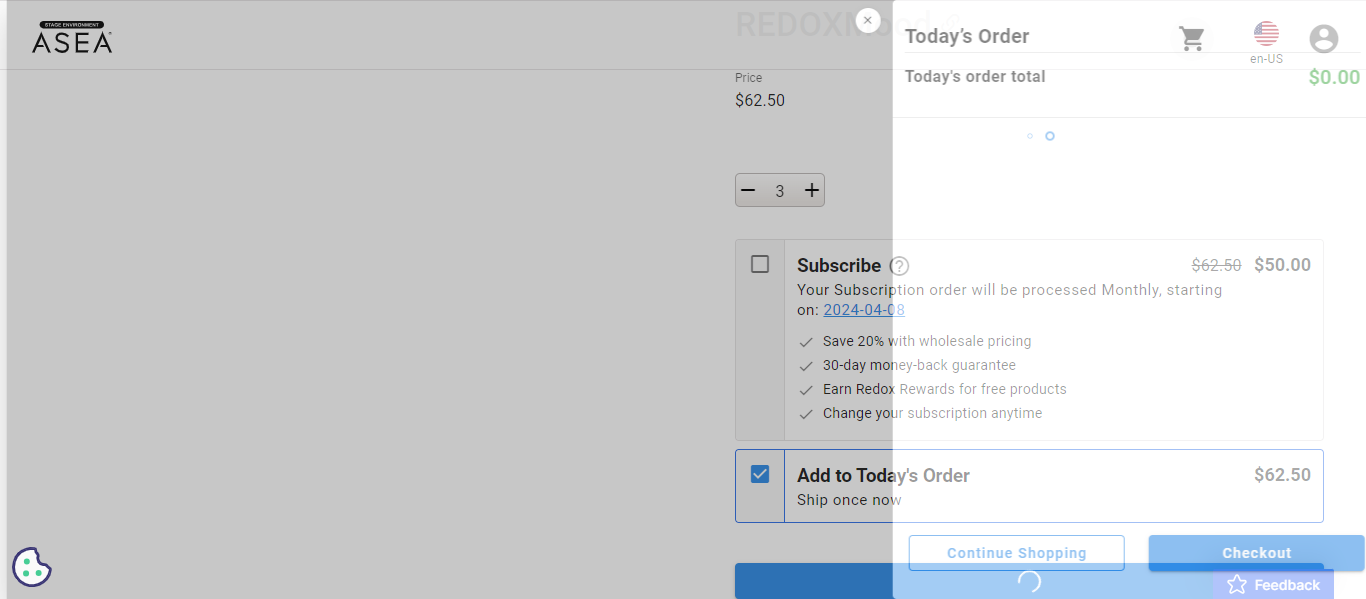 STAGE ENVIRONMENT
ASEA
REDOXMood
Today's Order
en-US
Today's order total
$0.00
Price
$62.50
3
Subscribe
$62.50 $50.00
Your Subscription order will be processed Monthly, starting
on: 2024-04-08
Save 20% with wholesale pricing
30-day money-back guarantee
Earn Redox Rewards for free products
Change your subscription anytime
Add to Today's Order
$62.50
Ship once now
Continue Shopping
Checkout
Feedback